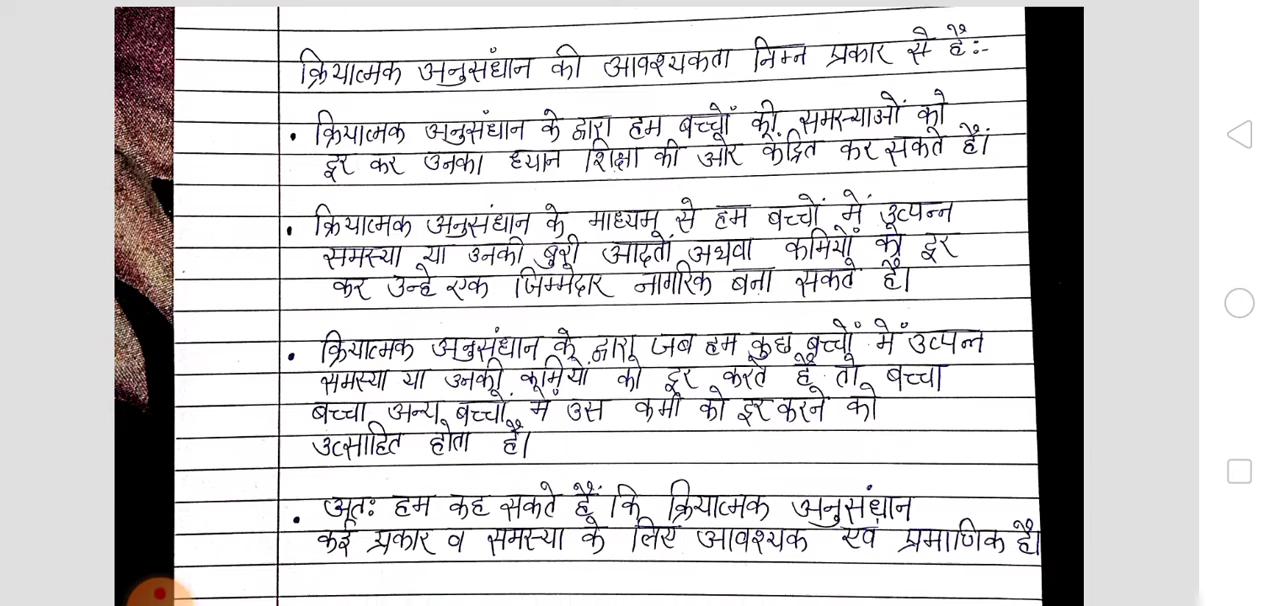 क्रियात्मक अनुसंधान की आवश्यकता निम्न प्रकार से है:-
• क्रियात्मक अनुसंधान के द्वारा हम बच्चों की समस्याओं को
दूर कर उनका ध्यान शिक्षा की ओर केंद्रित कर सकते हैं।
• क्रियात्मक अनुसंधान के माध्यम से हम बच्चों में उत्पन्न
समस्या या उनकी बुरी आदतों अथवा कमियों को दूर
कर उन्हे एक जिम्मेदार नागरिक बना सकते हैं।
• क्रियात्मक अनुसंधान के द्वारा जब हम कुछ बच्चों में उत्पन्न
समस्या या उनकी कमियों को दूर करते हैं तो बच्चा
बच्चा अन्य बच्चों में उस कमी को दूर करने को
उत्साहित होता है।
• अतः हम कह सकते हैं कि क्रियात्मक अनुसंधान
कई प्रकार व समस्या के लिए आवश्यक एवं प्रमाणिक है।